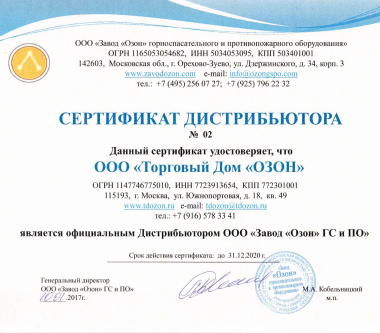 ООО «Завод «Озон» горноспасательного и противопожарного оборудования»
ОГРН 1165053054682, ИНН 5034053095, КПП 503401001
142603, Московская обл., г. Орехово-Зуево, ул. Дзержинского, д. 34, корп. 3
www.zavodozon.com e-mail: info@ozongspo.com
тел.: +7 (495) 256 07 27; +7 (925) 796 22 32
СЕРТИФИКАТ ДИСТРИБЬЮТОРА
№ 02
Данный сертификат удостоверяет, что
ООО «Торговый Дом «ОЗОН»
ОГРН 1147746775010, ИНН 7723913654, КПП 772301001
115193, г. Москва, ул. Южнопортовая, д. 18, кв. 49
www.tdozon.ru e-mail: tdozon@tdozon.ru
тел.: +7 (916) 578 33 41
является официальным Дистрибьютором ООО «Завод «Озон» ГС и ПО»
Срок действия сертификата: до 31.12.2020 г.
Генеральный директор
ООО «Завод «Озон» ГС и ПО»
2017г.
М.А. Кобельницкий
м.п.
Завод
«Озон»